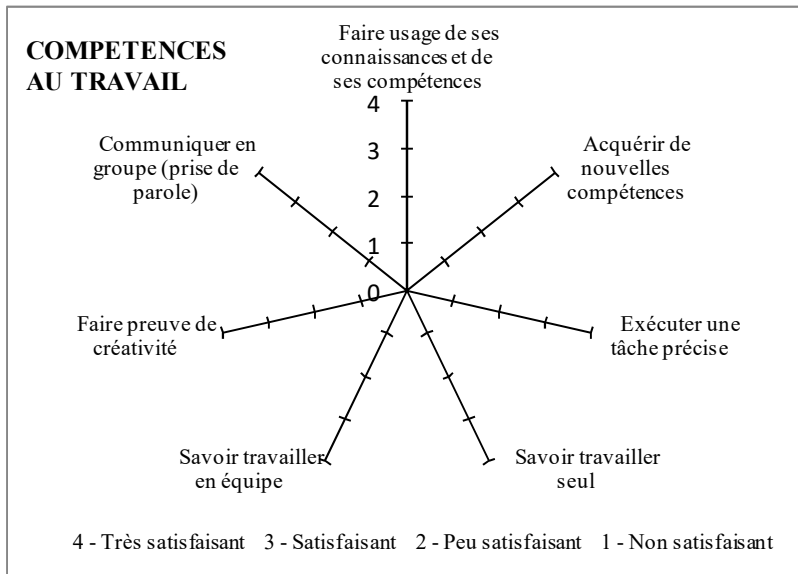 COMPETENCES
AU TRAVAIL
Faire usage de ses
connaissances et de
ses compétences
4
3
2
1
0
Acquérir de
nouvelles
compétences
Exécuter une
tâche précise
Savoir travailler
seul
Savoir travailler
en équipe
Faire preuve de
créativité
Communiquer en
groupe (prise de
parole)
4 - Très satisfaisant 3 - Satisfaisant 2 - Peu satisfaisant 1 - Non satisfaisant